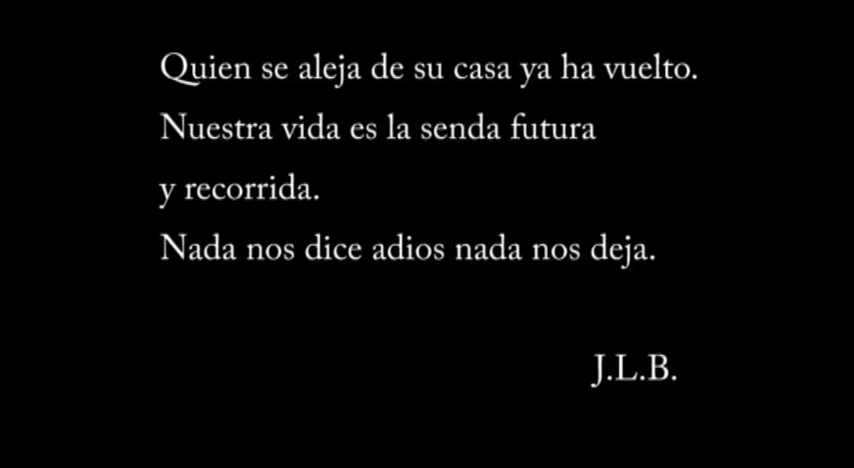 Quien se aleja de su casa ya ha vuelto.
Nuestra vida es la senda futura
y recorrida.
Nada nos dice adios nada nos deja.
J.L.B.